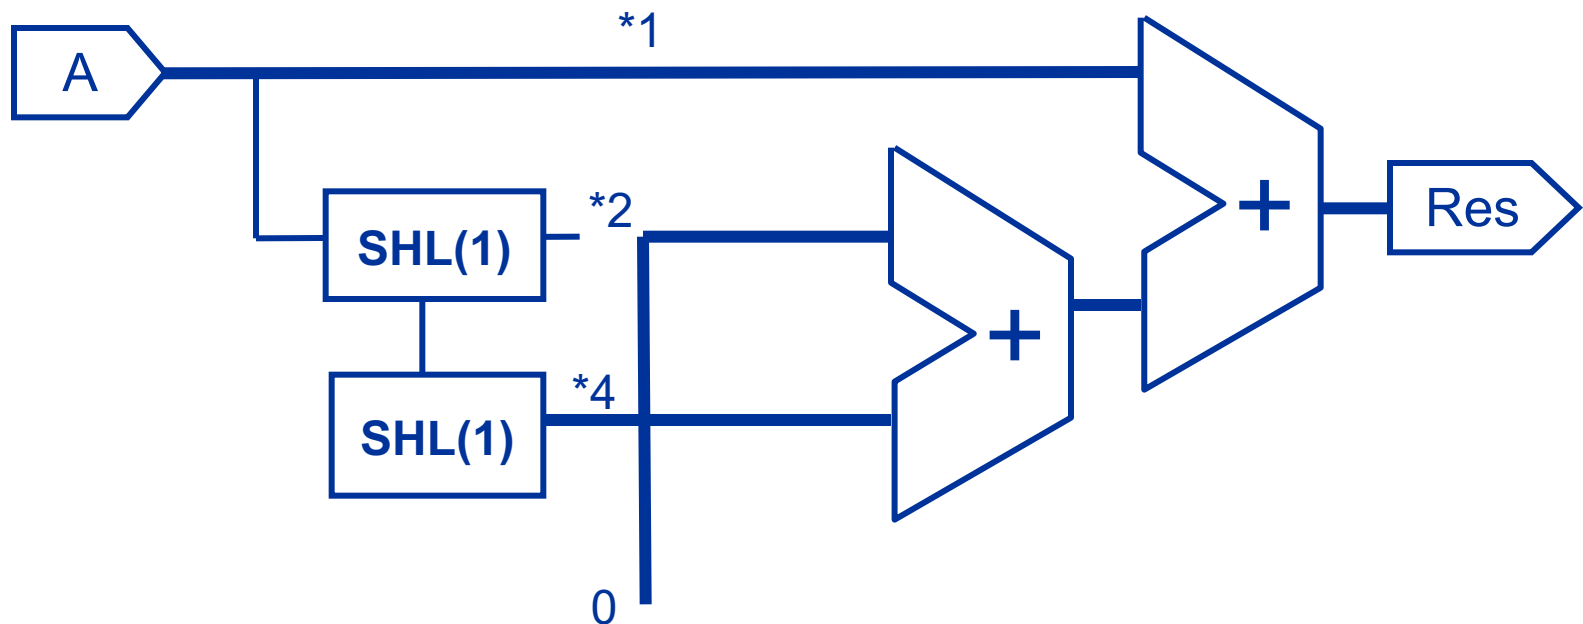 *1
A
*2
Res
SHL(1)
+
+
*4
SHL(1)
0